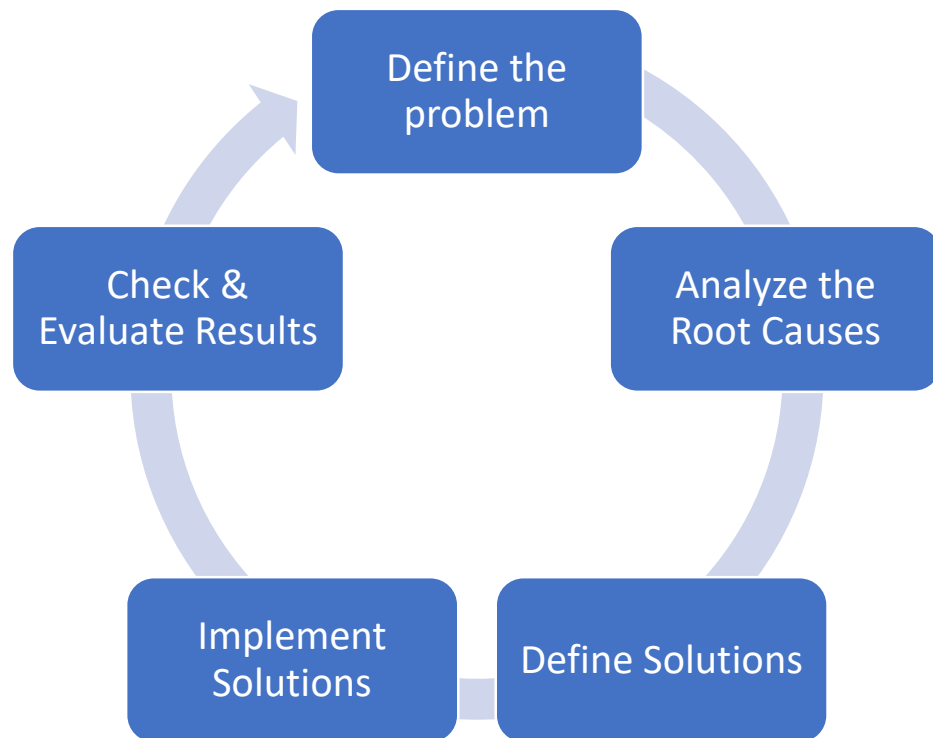 Define the
problem
Analyze the
Root Causes
Define Solutions
Implement
Solutions
Check &
Evaluate Results